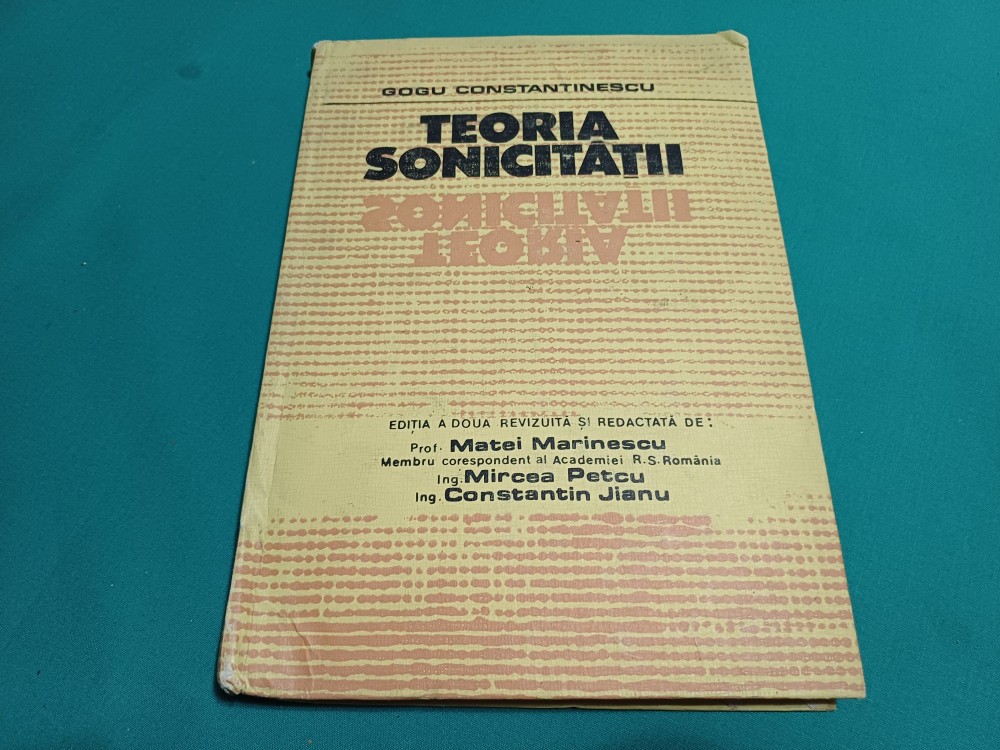 GOGU CONSTANTINESCU
TEORIA
SONICITĂȚII
SONICITĂȚII
TEORIA
EDIȚIA A DOUA REVIZUITĂ ȘI REDACTATĂ DE:
Prof. Matei Marinescu
Membru corespondent al Academiei R.S.România
Ing. Mircea Petcu
Ing. Constantin Jianu